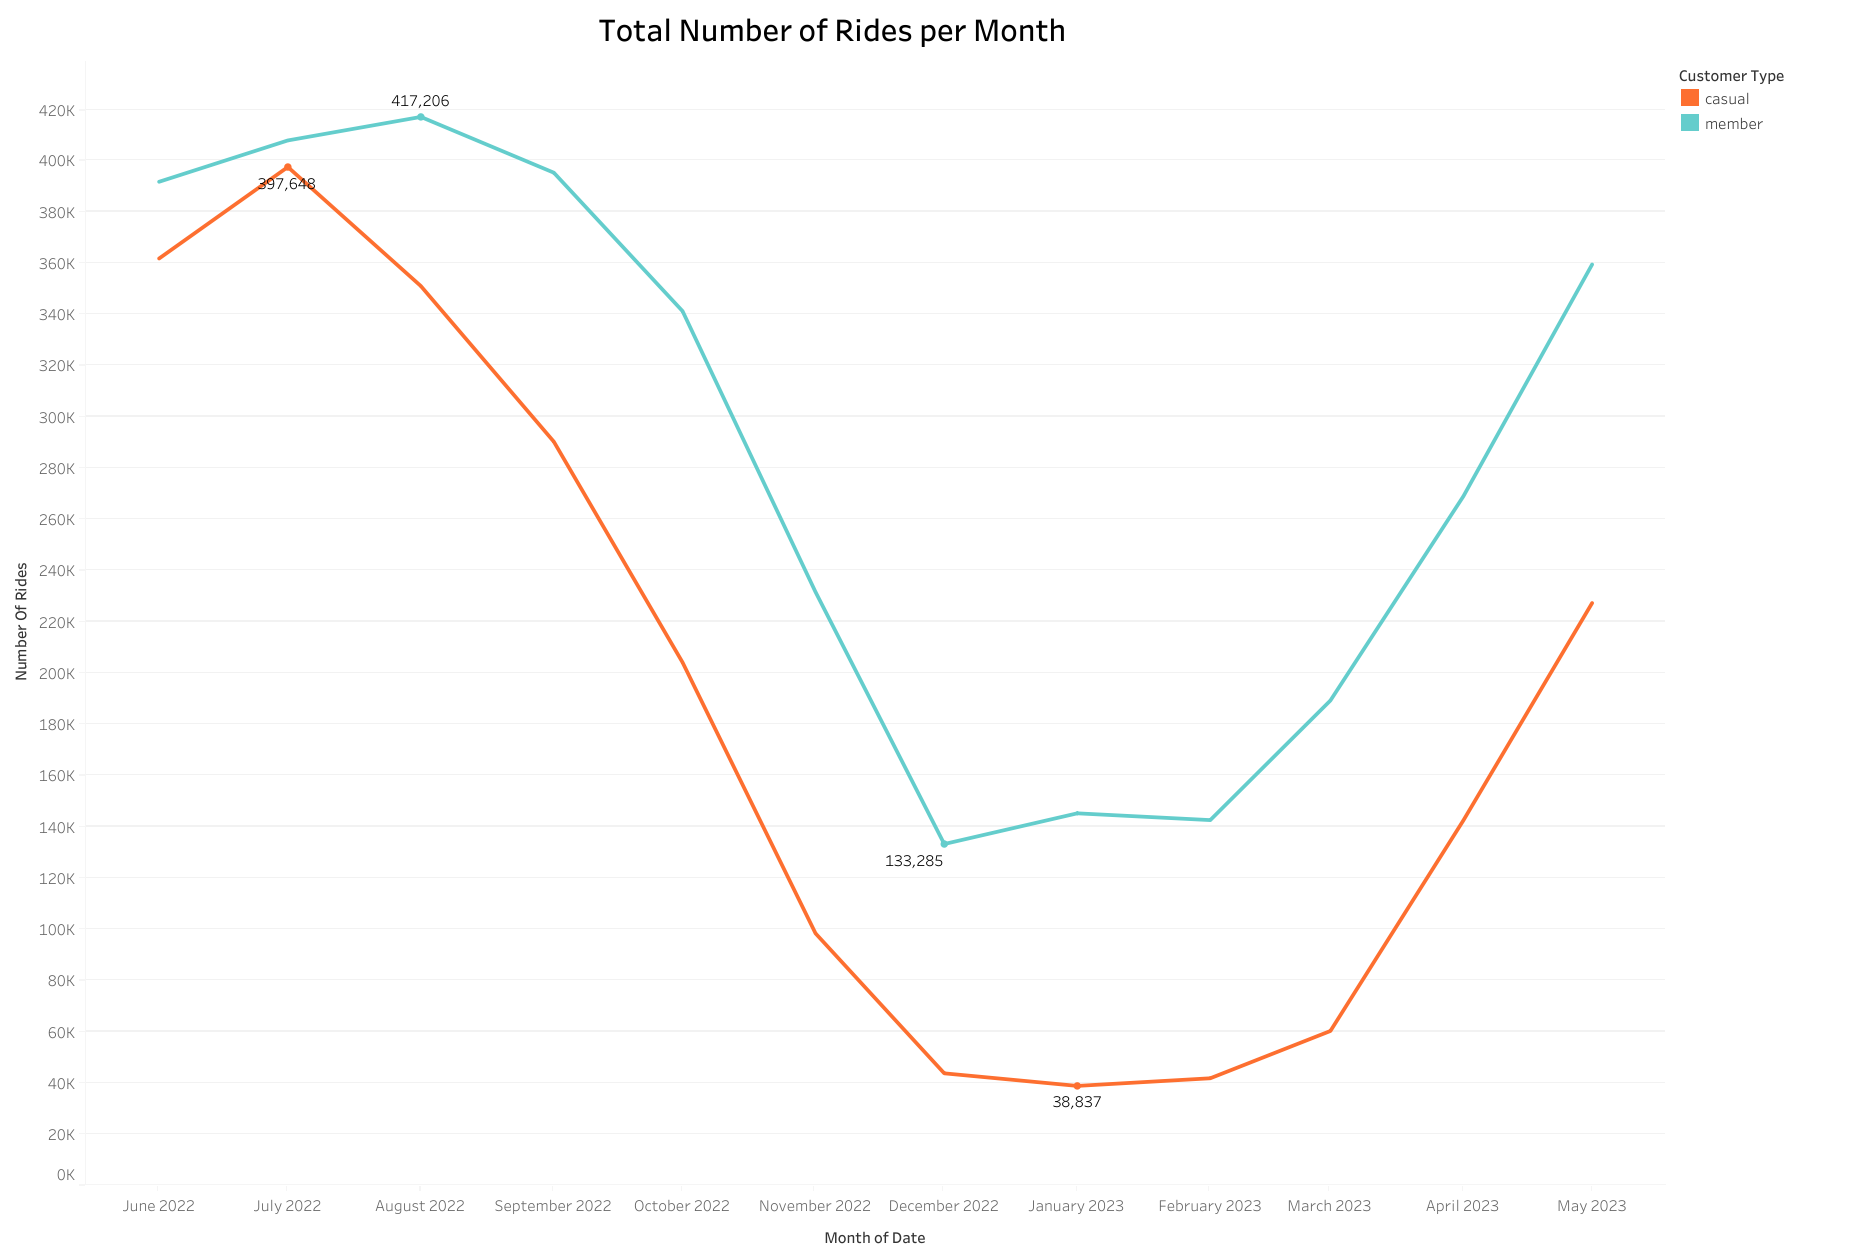 Total Number of Rides per Month
Customer Type
casual
member
417,206
397,648
133,285
38,837
Number Of Rides
420K
400K
380K
360K
340K
320K
300K
280K
260K
240K
220K
200K
180K
160K
140K
120K
100K
80K
60K
40K
20K
0K
June 2022 July 2022 August 2022 September 2022 October 2022 November 2022 December 2022 January 2023 February 2023 March 2023 April 2023 May 2023
Month of Date